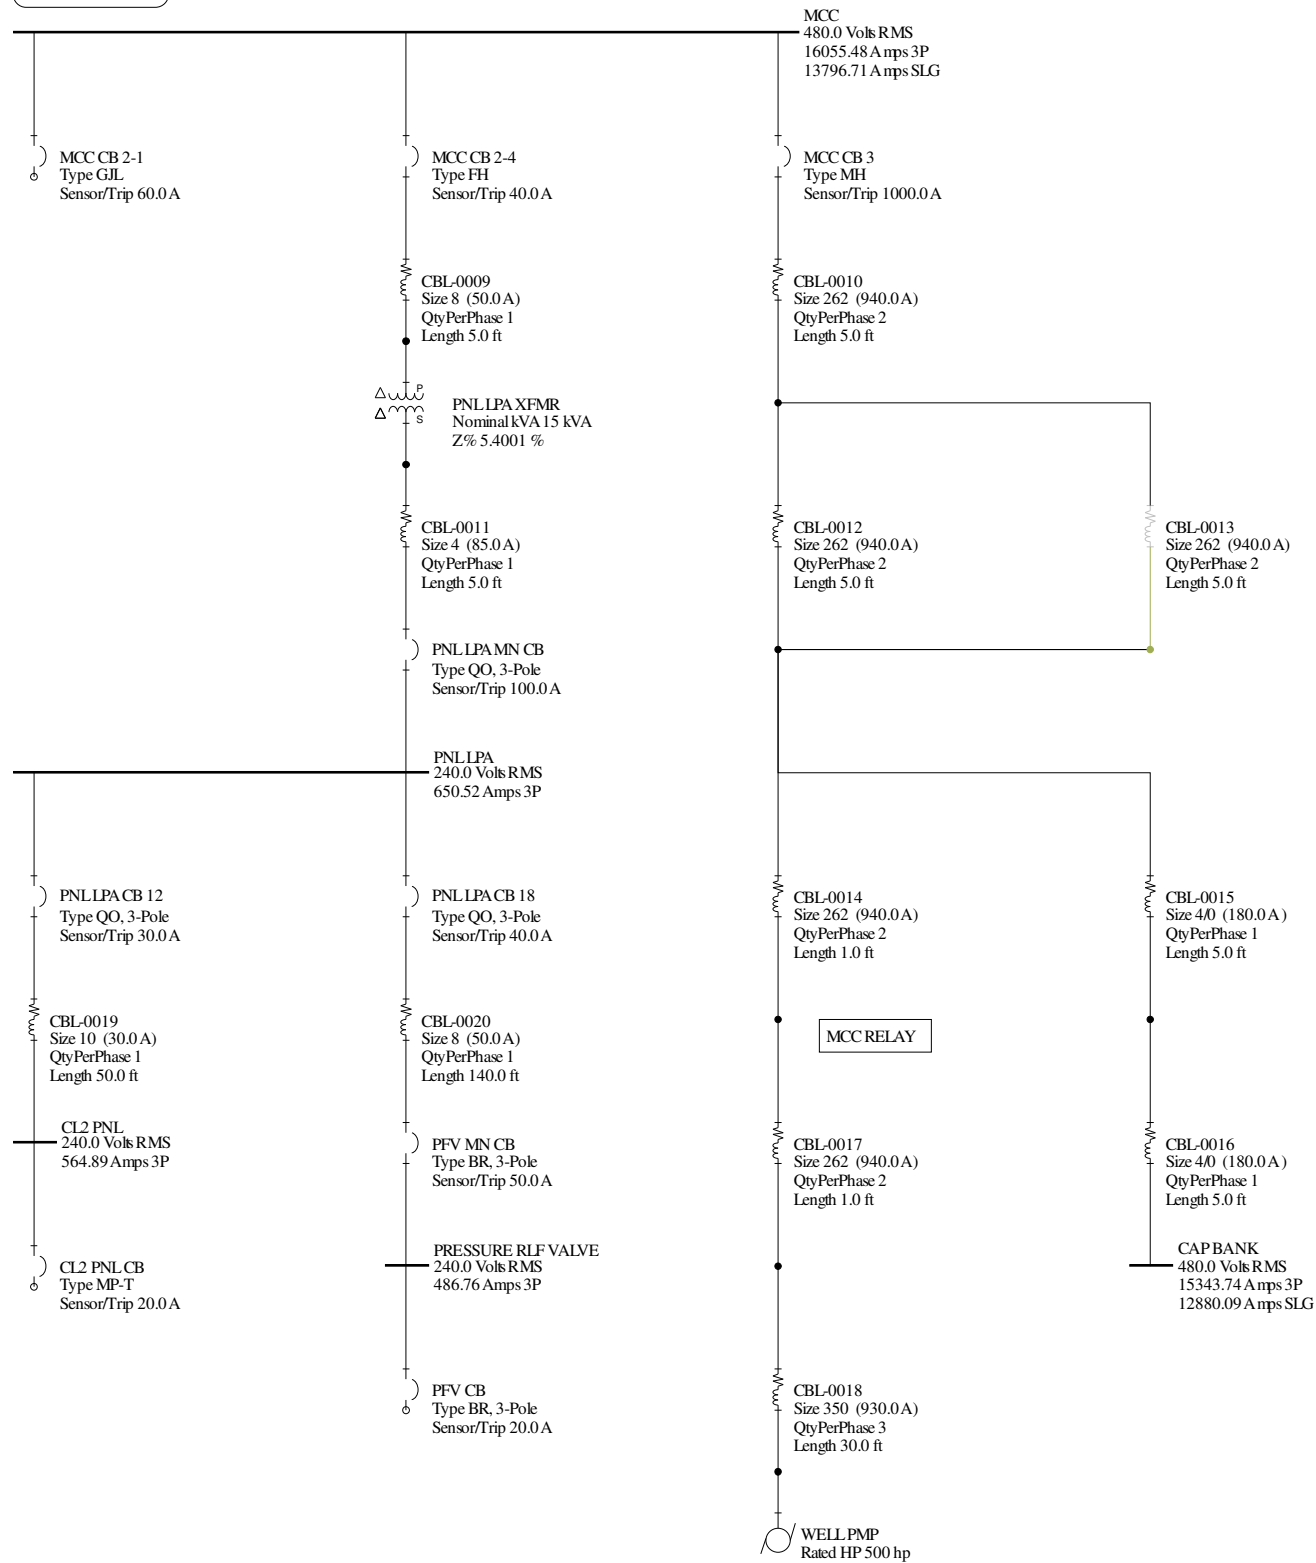 MCC
480.0 Volts RMS
16055.48 Amps 3P
13796.71 Amps SLG
MCC CB 2-1
Type GJL
Sensor/Trip 60.0 A
MCC CB 2-4
Type FH
Sensor/Trip 40.0 A
MCC CB 3
Type MH
Sensor/Trip 1000.0 A
CBL-0009
Size 8 (50.0 A)
QtyPerPhase 1
Length 5.0 ft
CBL-0010
Size 262 (940.0 A)
QtyPerPhase 2
Length 5.0 ft
P
S
PNL LPA XFMR
Nominal kVA 15 kVA
Z% 5.4001 %
CBL-0011
Size 4 (85.0 A)
QtyPerPhase 1
Length 5.0 ft
CBL-0012
Size 262 (940.0 A)
QtyPerPhase 2
Length 5.0 ft
CBL-0013
Size 262 (940.0 A)
QtyPerPhase 2
Length 5.0 ft
PNL LPA MN CB
Type QO, 3-Pole
Sensor/Trip 100.0 A
PNL LPA
240.0 Volts RMS
650.52 Amps 3P
PNL LPA CB 12
Type QO, 3-Pole
Sensor/Trip 30.0 A
PNL LPA CB 18
Type QO, 3-Pole
Sensor/Trip 40.0 A
CBL-0014
Size 262 (940.0 A)
QtyPerPhase 2
Length 1.0 ft
CBL-0015
Size 4/0 (180.0 A)
QtyPerPhase 1
Length 5.0 ft
CBL-0019
Size 10 (30.0 A)
QtyPerPhase 1
Length 50.0 ft
CBL-0020
Size 8 (50.0 A)
QtyPerPhase 1
Length 140.0 ft
MCC RELAY
CL2 PNL
240.0 Volts RMS
564.89 Amps 3P
PFV MN CB
Type BR, 3-Pole
Sensor/Trip 50.0 A
CBL-0017
Size 262 (940.0 A)
QtyPerPhase 2
Length 1.0 ft
CBL-0016
Size 4/0 (180.0 A)
QtyPerPhase 1
Length 5.0 ft
CL2 PNL CB
Type MP-T
Sensor/Trip 20.0 A
PRESSURE RLF VALVE
240.0 Volts RMS
486.76 Amps 3P
CAP BANK
480.0 Volts RMS
15343.74 Amps 3P
12880.09 Amps SLG
PFV CB
Type BR, 3-Pole
Sensor/Trip 20.0 A
CBL-0018
Size 350 (930.0 A)
QtyPerPhase 3
Length 30.0 ft
WELL PMP
Rated HP 500 hp